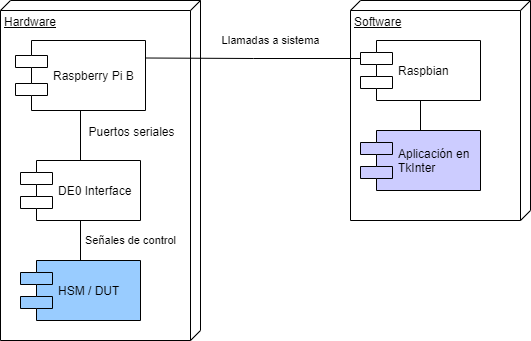 Hardware
Raspberry Pi B
Puertos seriales
DE0 Interface
Señales de control
HSM / DUT
Llamadas a sistema
Software
Raspbian
Aplicación en
TkInter